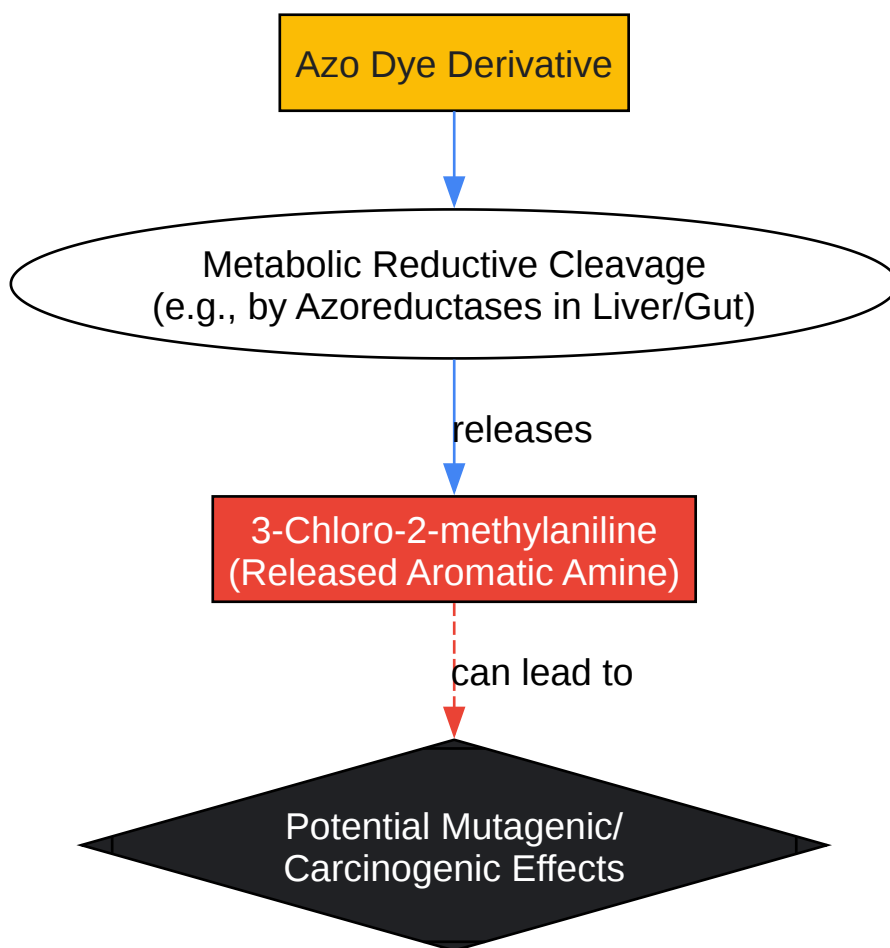 Azo Dye Derivative
Metabolic Reductive Cleavage
(e.g., by Azoreductases in Liver/Gut)
releases
3-Chloro-2-methylaniline
(Released Aromatic Amine)
can lead to
Potential Mutagenic/
Carcinogenic Effects